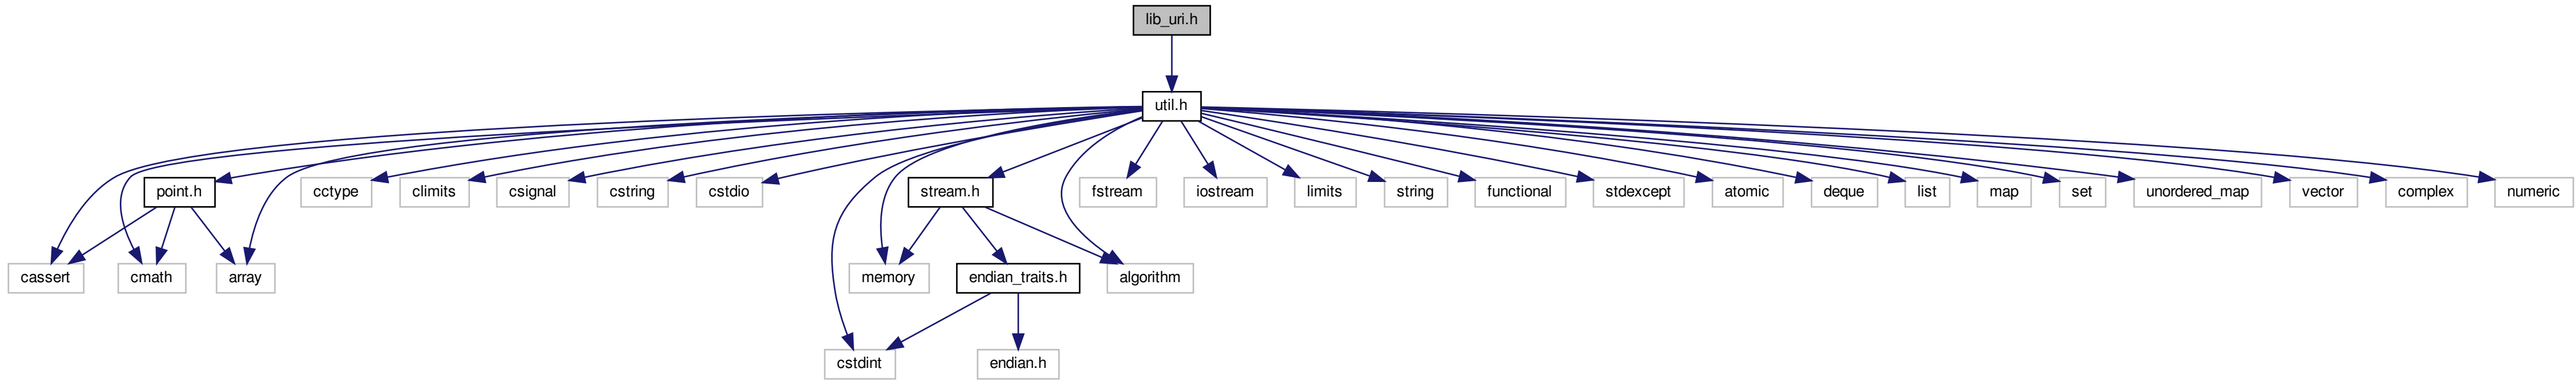 lib_uri.h
util.h
point.h
cctype
climits
csignal
cstring
cstdio
stream.h
fstream
iostream
limits
string
functional
stdexcept
atomic
deque
list
map
set
unordered_map
vector
complex
numeric
cassert
cmath
array
memory
endian_traits.h
algorithm
cstdint
endian.h